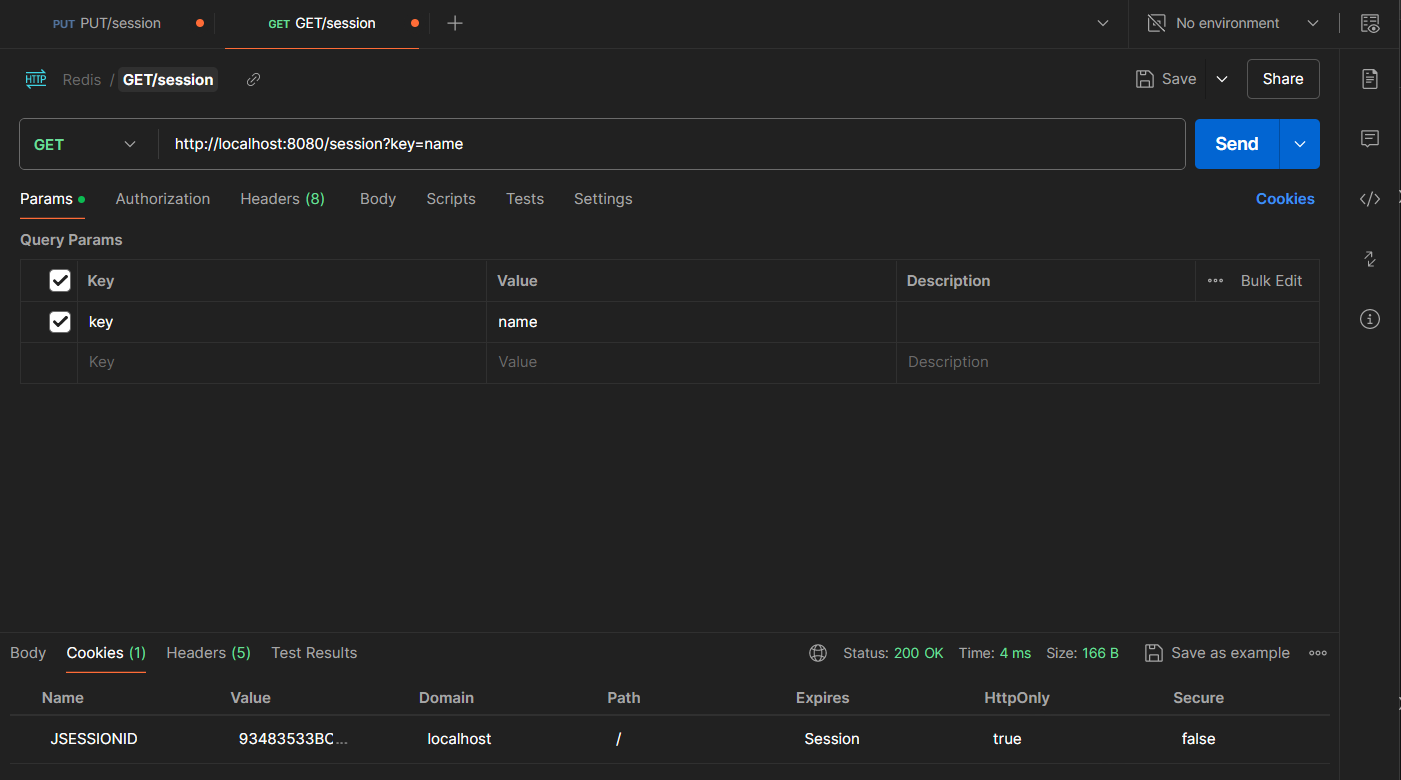 PUT PUT/session GET GET/session No environment
HTTP Redis / GET/session Save Share
GET http://localhost:8080/session?key=name Send
Params Authorization Headers (8) Body Scripts Tests Settings Cookies
Query Params
Key Value Description Bulk Edit
key name
Key Value Description
Body Cookies (1) Headers (5) Test Results Status: 200 OK Time: 4 ms Size: 166 B Save as example
Name Value Domain Path Expires HttpOnly Secure
JSESSIONID 93483533BC... localhost / Session true false